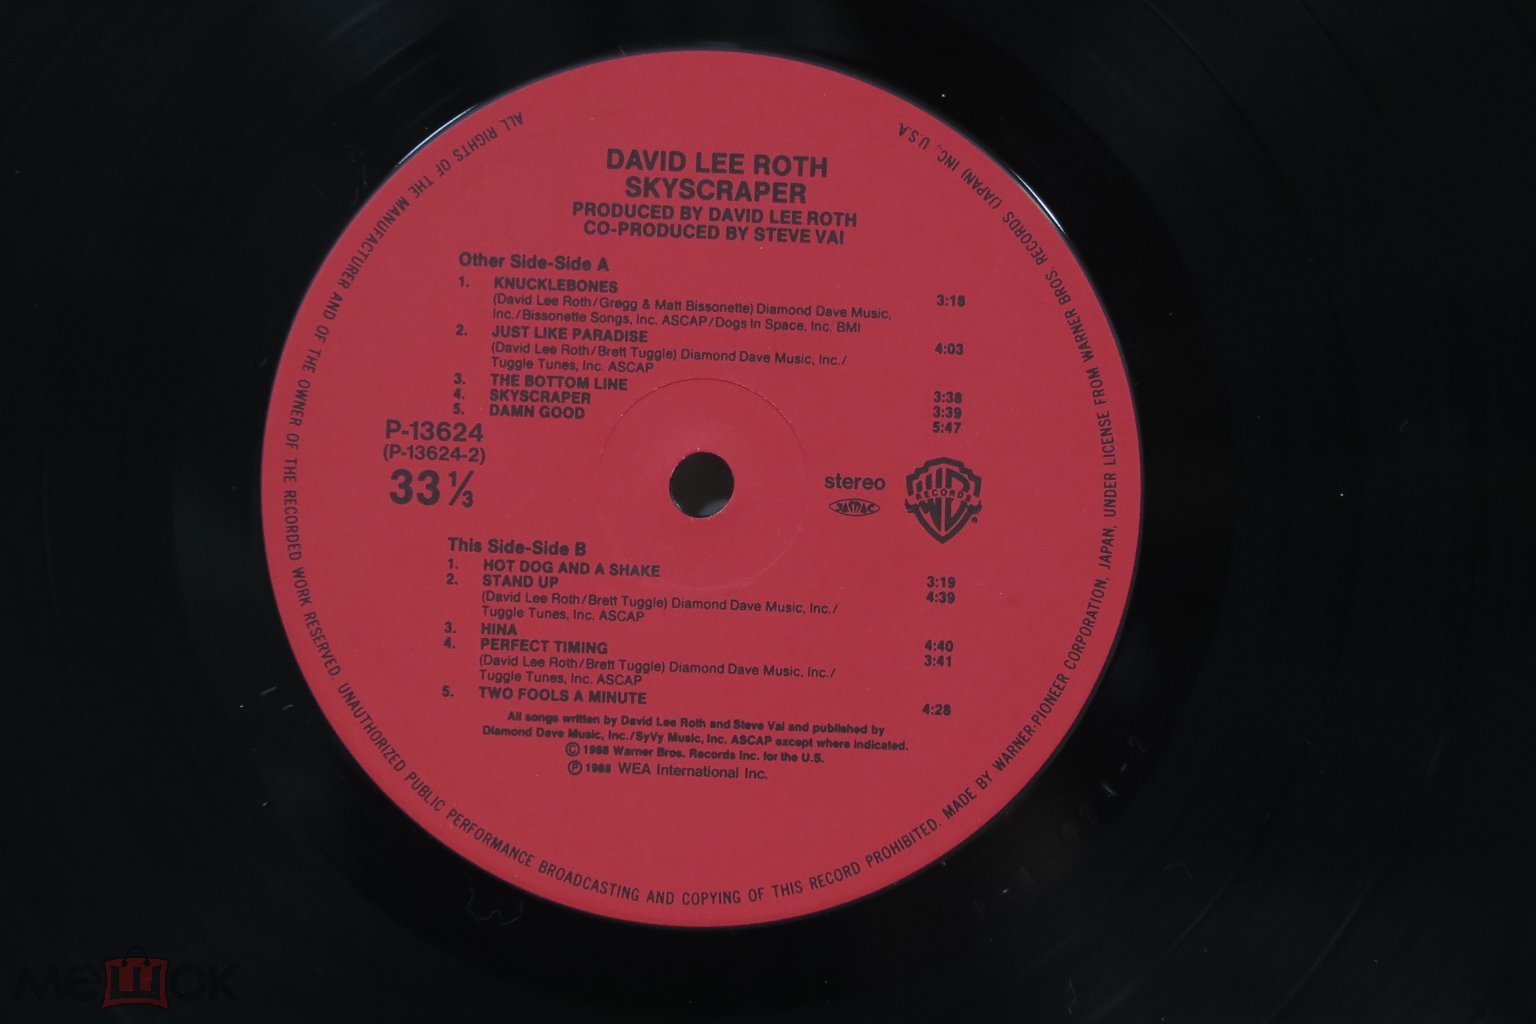 DAVID LEE ROTH
SKYSCRAPER
PRODUCED BY DAVID LEE ROTH
CO-PRODUCED BY STEVE VAI
Other Side-Side A
1. KNUCKLEBONES 3:18
(David Lee Roth/Gregg & Matt Bissonette) Diamond Dave Music,
Inc./Bissonette Songs, Inc. ASCAP/Dogs In Space, Inc. BMI
2. JUST LIKE PARADISE 4:03
(David Lee Roth/Brett Tuggle) Diamond Dave Music, Inc./
Tuggle Tunes, Inc. ASCAP
3. THE BOTTOM LINE 3:38
4. SKYSCRAPER 3:39
5. DAMN GOOD 5:47
P-13624
(P-13624-2)
33 1/3
stereo
JASRAC
RECORDS
This Side-Side B
1. HOT DOG AND A SHAKE 3:19
2. STAND UP 4:39
(David Lee Roth/Brett Tuggle) Diamond Dave Music, Inc./
Tuggle Tunes, Inc. ASCAP
3. HINA 4:40
4. PERFECT TIMING 3:41
(David Lee Roth/Brett Tuggle) Diamond Dave Music, Inc./
Tuggle Tunes, Inc. ASCAP
5. TWO FOOLS A MINUTE 4:28
All songs written by David Lee Roth and Steve Vai and published by
Diamond Dave Music, Inc./SyVy Music, Inc. ASCAP except where indicated.
Ⓒ 1988 Warner Bros. Records Inc. for the U.S.
Ⓟ 1988 WEA International Inc.
ALL RIGHTS OF THE MANUFACTURER AND OF THE OWNER OF THE RECORDED WORK RESERVED. UNAUTHORIZED PUBLIC PERFORMANCE BROADCASTING AND COPYING OF THIS RECORD PROHIBITED. MADE BY WARNER-PIONEER CORPORATION, JAPAN, UNDER LICENSE FROM WARNER BROS. RECORDS (JAPAN) INC., U.S.A.
мешок